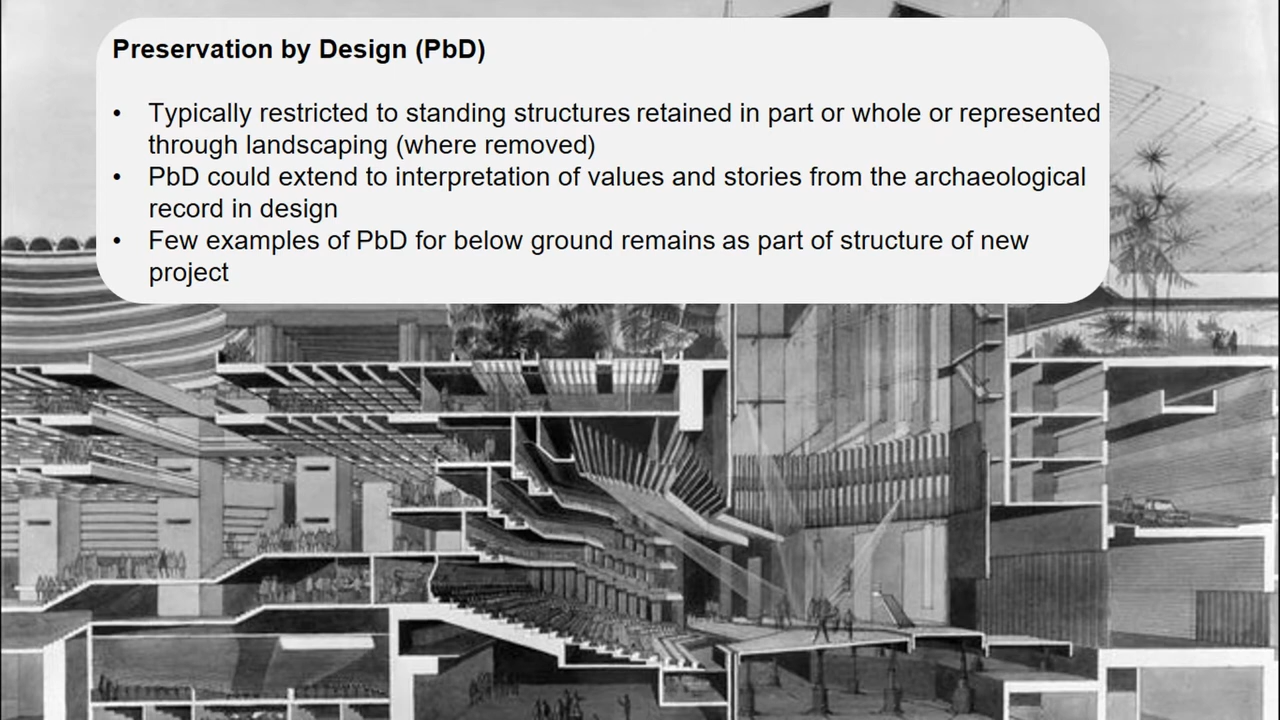 Preservation by Design (PbD)
• Typically restricted to standing structures retained in part or whole or represented
through landscaping (where removed)
• PbD could extend to interpretation of values and stories from the archaeological
record in design
• Few examples of PbD for below ground remains as part of structure of new
project